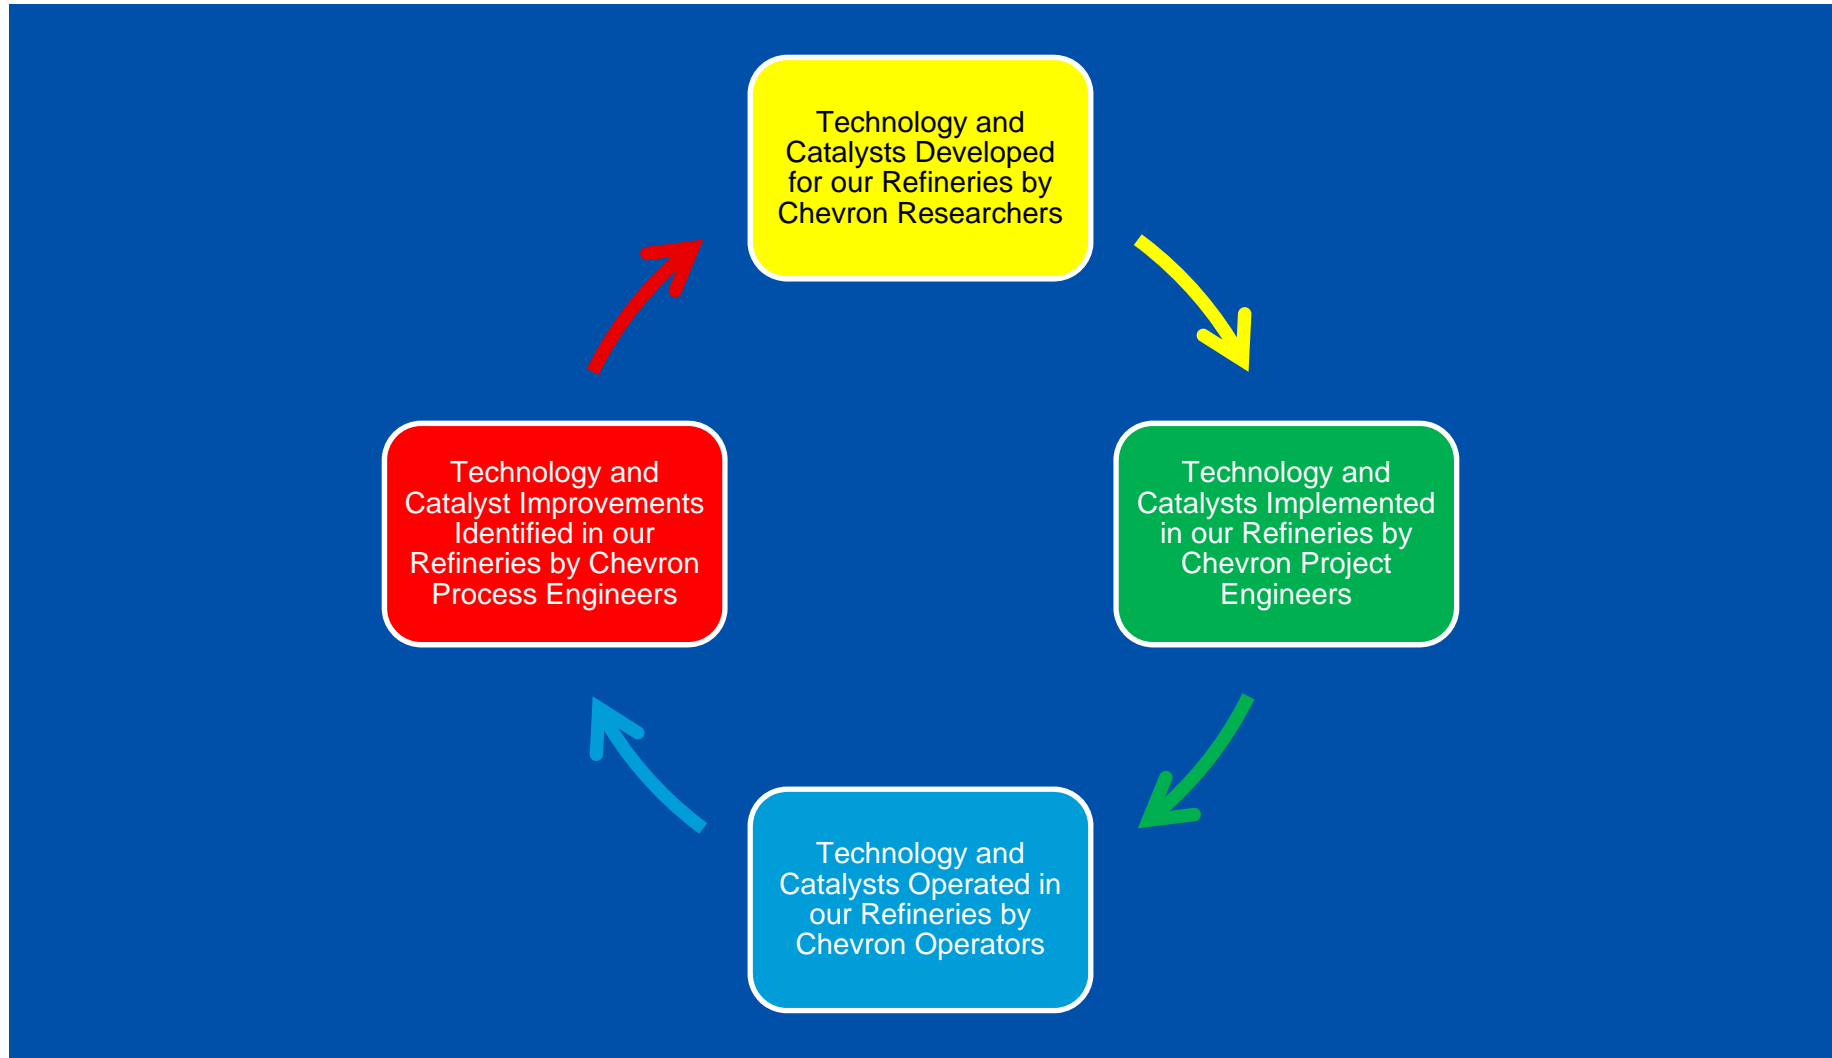 Technology and
Catalysts Developed
for our Refineries by
Chevron Researchers
Technology and
Catalyst Improvements
Identified in our
Refineries by Chevron
Process Engineers
Technology and
Catalysts Implemented
in our Refineries by
Chevron Project
Engineers
Technology and
Catalysts Operated in
our Refineries by
Chevron Operators